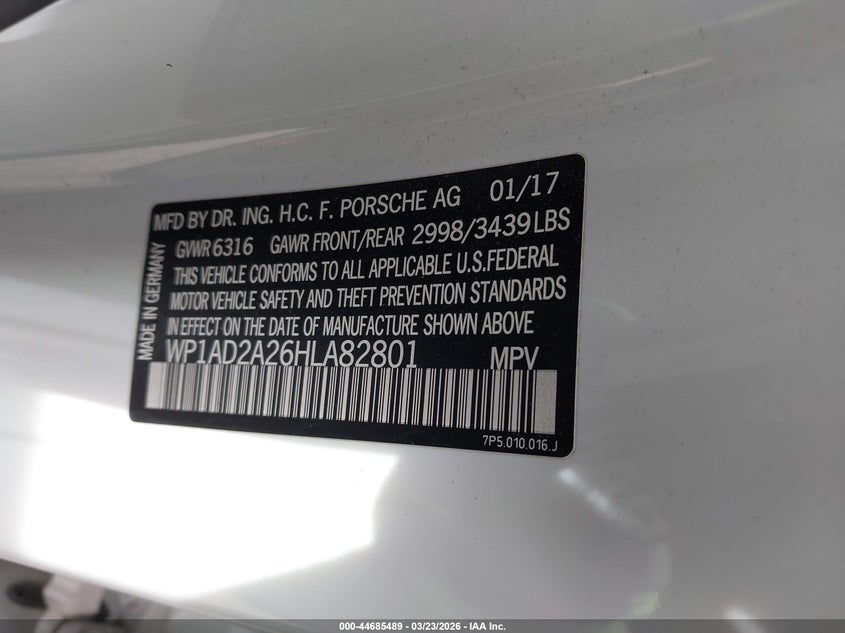 MFD BY DR. ING. H.C. F. PORSCHE AG 01/17
GVWR 6316 GAWR FRONT/REAR 2998/3439 LBS
THIS VEHICLE CONFORMS TO ALL APPLICABLE U.S. FEDERAL
MOTOR VEHICLE SAFETY AND THEFT PREVENTION STANDARDS
IN EFFECT ON THE DATE OF MANUFACTURE SHOWN ABOVE
WP1AD2A26HLA82801 MPV
MADE IN GERMANY
7P5.010.016.J
000-44685489 | 03/23/2026 - IAA Inc.